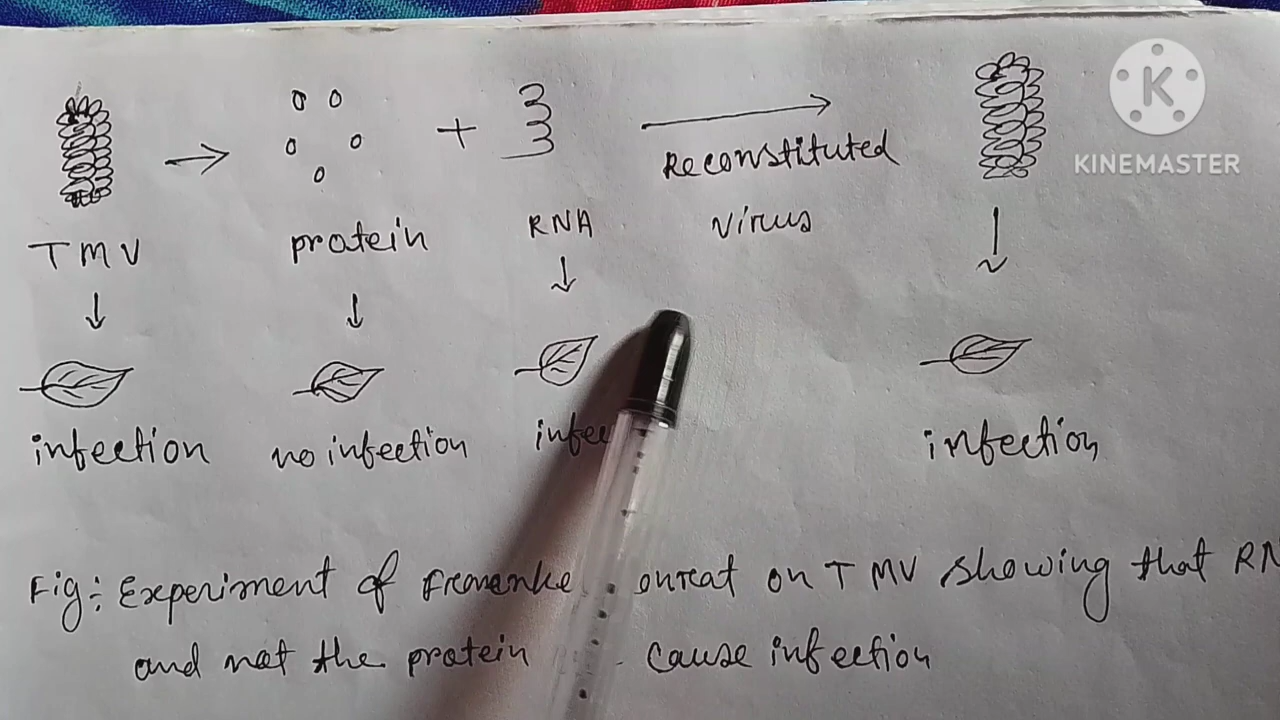 KINEMASTER
Reconstituted
TMV protein RNA virus
infection no infection infec infection
Fig: Experiment of onrat on TMV showing that RN
and not the protein cause infection